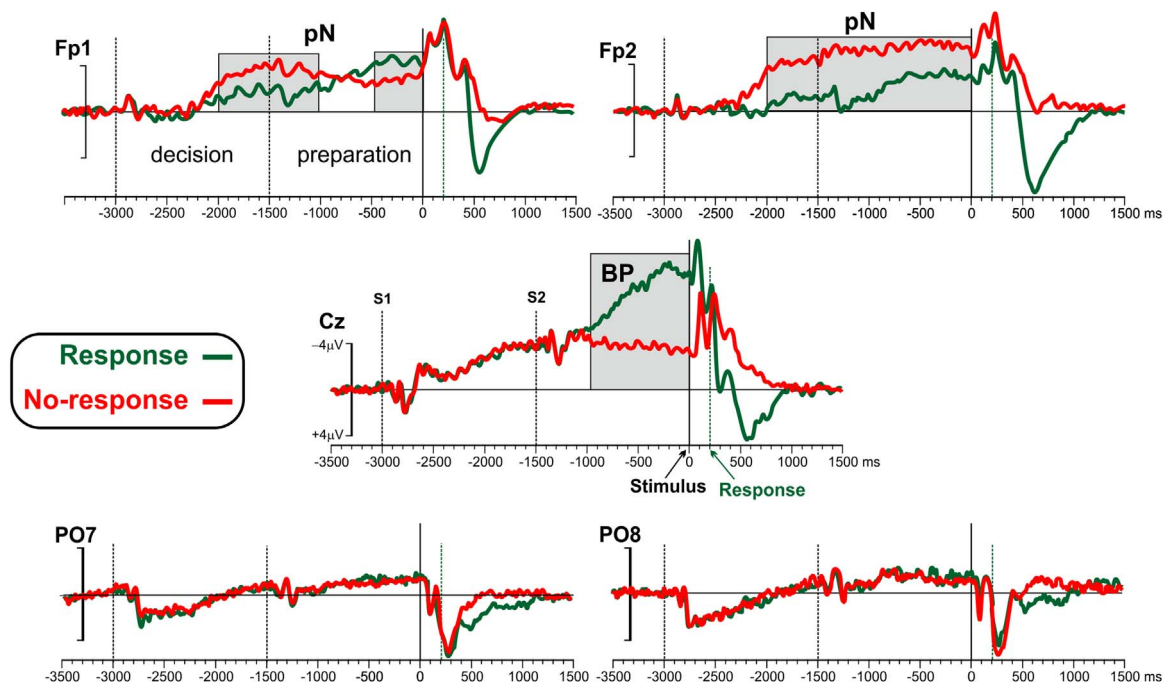 Fp1
pN
decision
preparation
-3000 -2500 -2000 -1500 -1000 -500 0 500 1000 1500
Fp2
pN
-3500 -3000 -2500 -2000 -1500 -1000 -500 0 500 1000 1500 ms
Response
No-response
Cz
S1
S2
BP
−4μV
+4μV
-3500 -3000 -2500 -2000 -1500 -1000 -500 0 500 1000 1500 ms
Stimulus
Response
PO7
-3500 -3000 -2500 -2000 -1500 -1000 -500 0 500 1000 1500
PO8
-3500 -3000 -2500 -2000 -1500 -1000 -500 0 500 1000 1500 ms